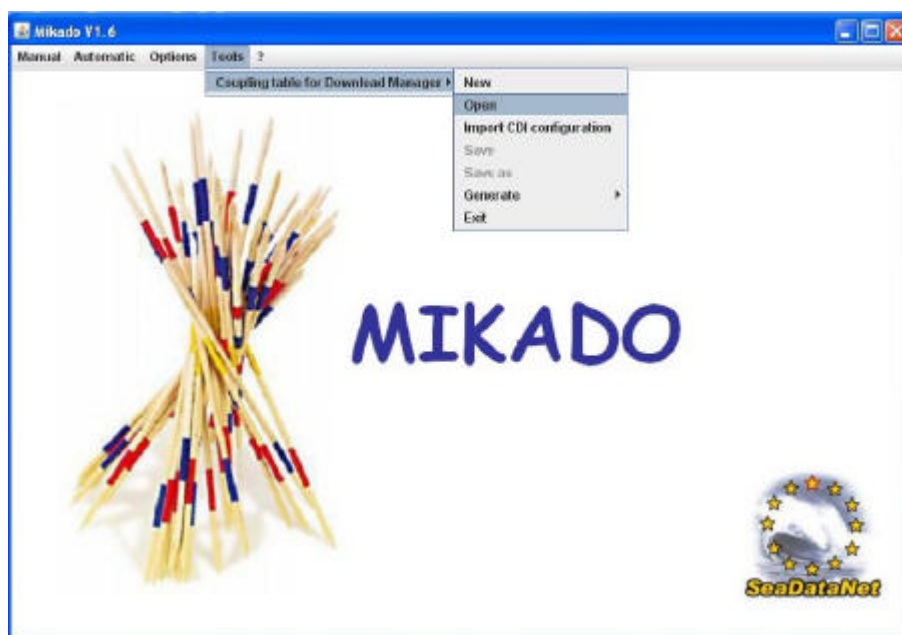 Mikado V1.6
Manual Automatic Options Tools ?
Coupling table for Download Manager
New
Open
Import CDI configuration
Save
Save as
Generate
Exit
MIKADO
SeaDataNet